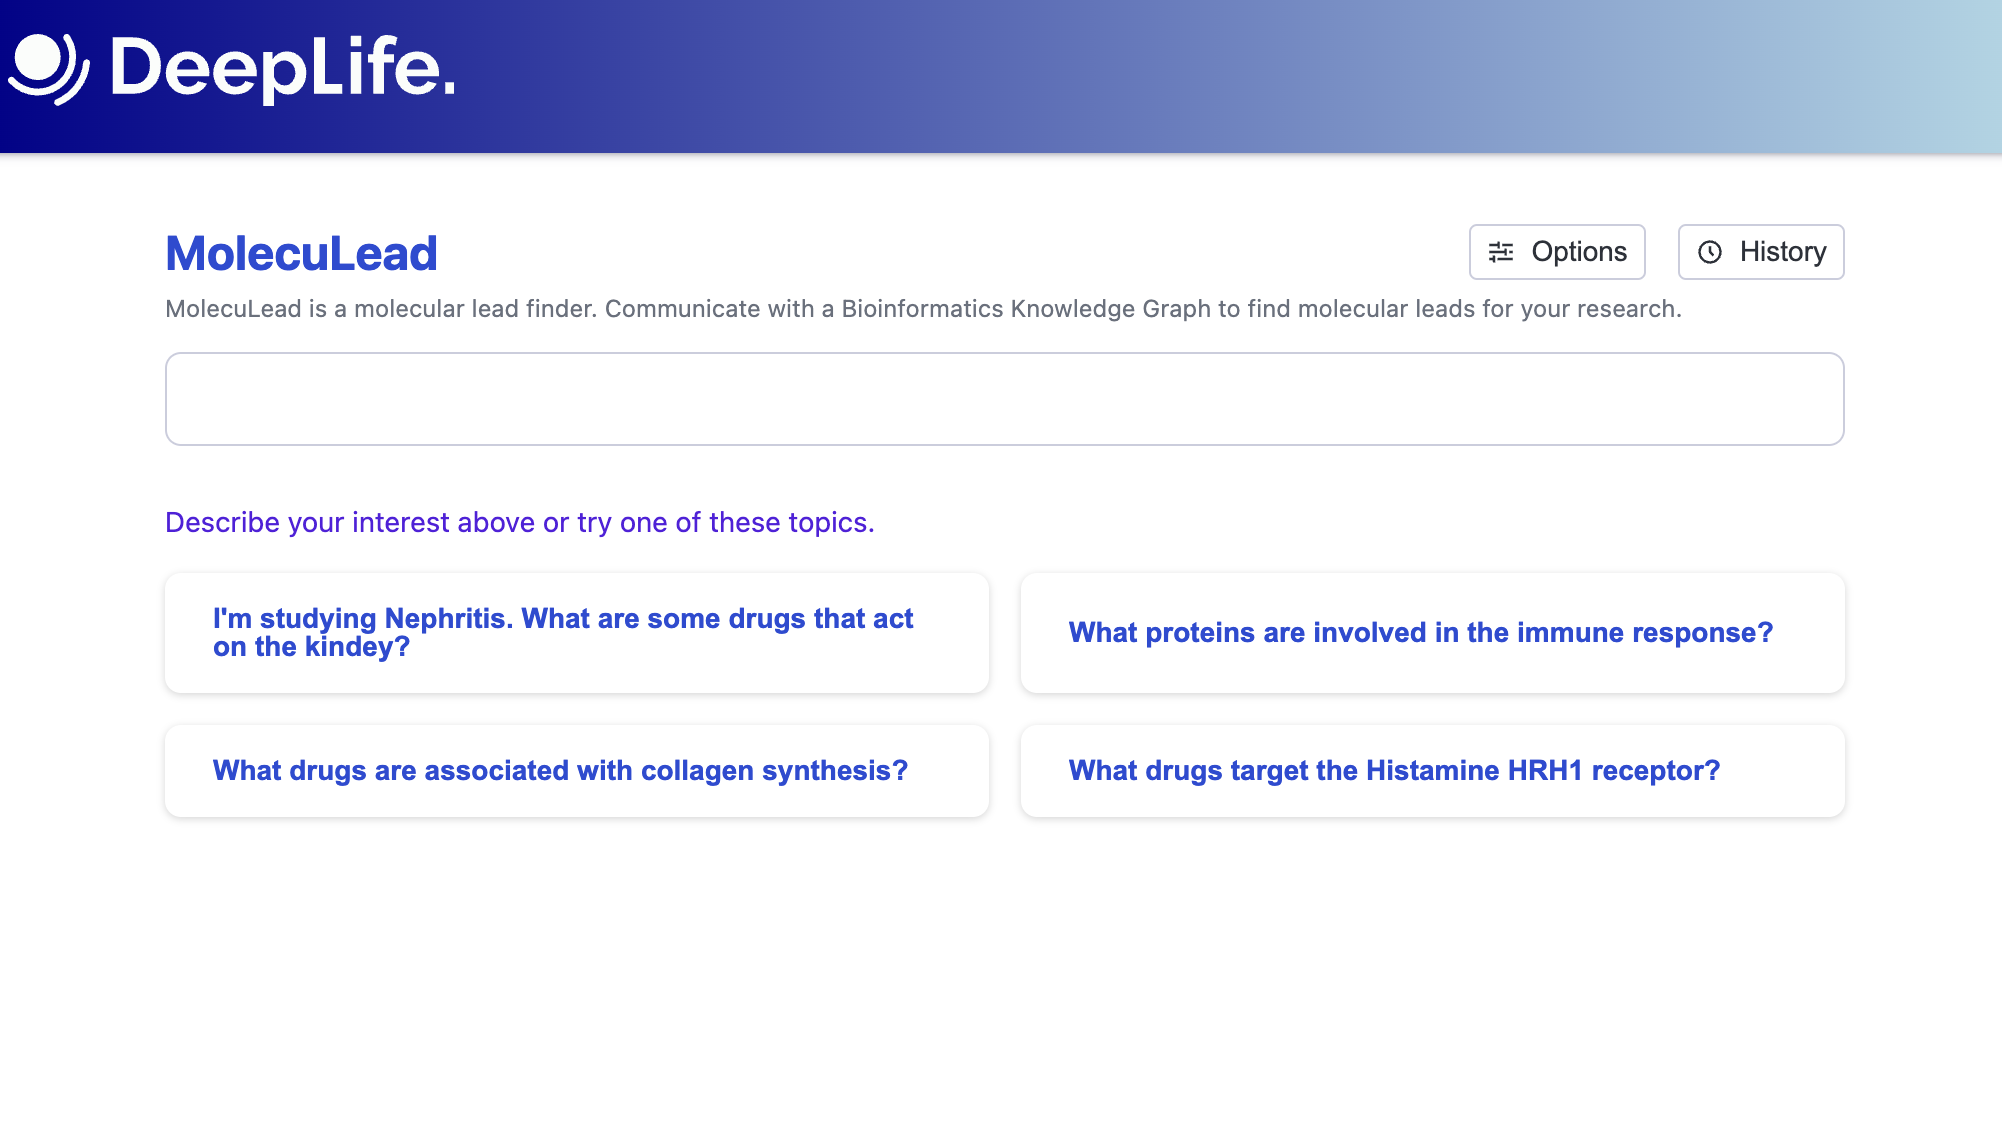 DeepLife.
MolecuLead
Options
History
MolecuLead is a molecular lead finder. Communicate with a Bioinformatics Knowledge Graph to find molecular leads for your research.
Describe your interest above or try one of these topics.
I'm studying Nephritis. What are some drugs that act
on the kindey?
What proteins are involved in the immune response?
What drugs are associated with collagen synthesis?
What drugs target the Histamine HRH1 receptor?